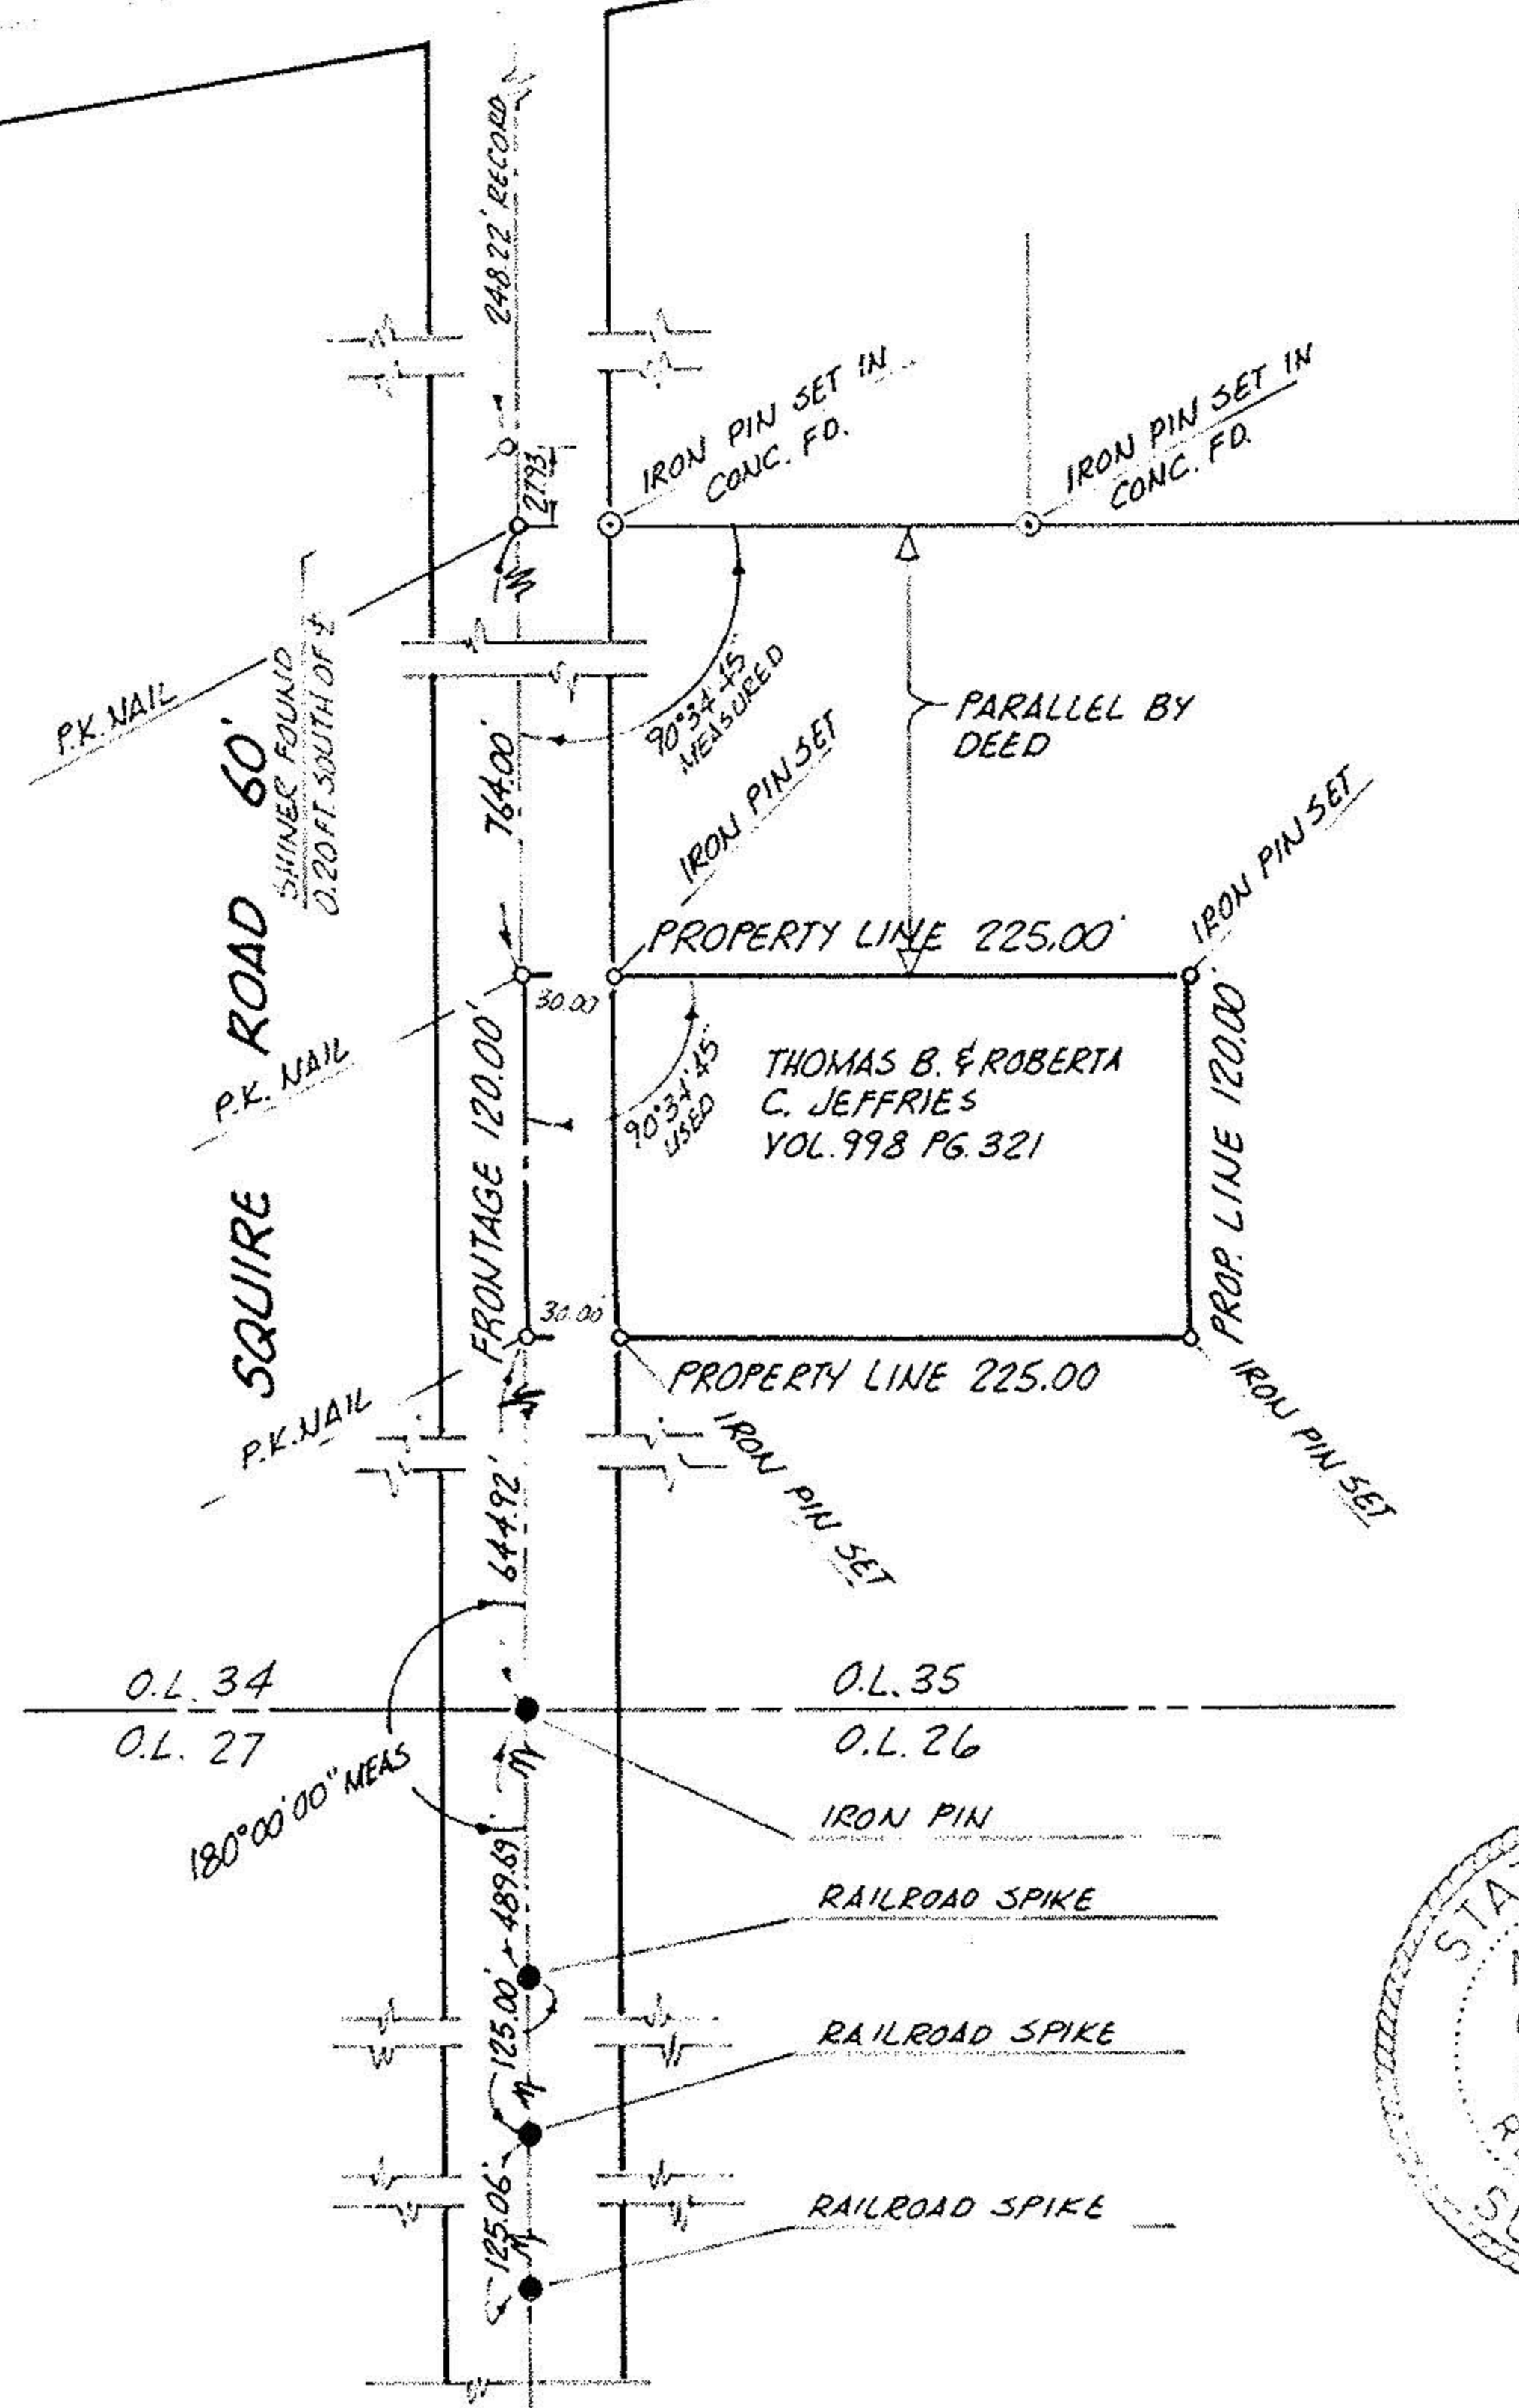 248.22' RECORD
IRON PIN SET IN
CONC. FD.
IRON PIN SET IN
CONC. FD.
27.93
P.K. NAIL
SHINER FOUND
0.20 FT. SOUTH OF
90°34'45"
MEASURED
PARALLEL BY
DEED
764.00'
IRON PIN SET
IRON PIN SET
SQUIRE ROAD 60'
PROPERTY LINE 225.00'
30.00
P.K. NAIL
FRONTAGE 120.00'
90°34'45"
USED
THOMAS B. & ROBERTA
C. JEFFRIES
VOL. 998 PG. 321
PROP. LINE 120.00'
30.00'
PROPERTY LINE 225.00
P.K. NAIL
IRON PIN SET
IRON PIN SET
644.92'
O.L. 34
O.L. 35
O.L. 27
O.L. 26
180°00'00" MEAS
IRON PIN
489.69'
RAILROAD SPIKE
125.00'
RAILROAD SPIKE
125.06'
RAILROAD SPIKE